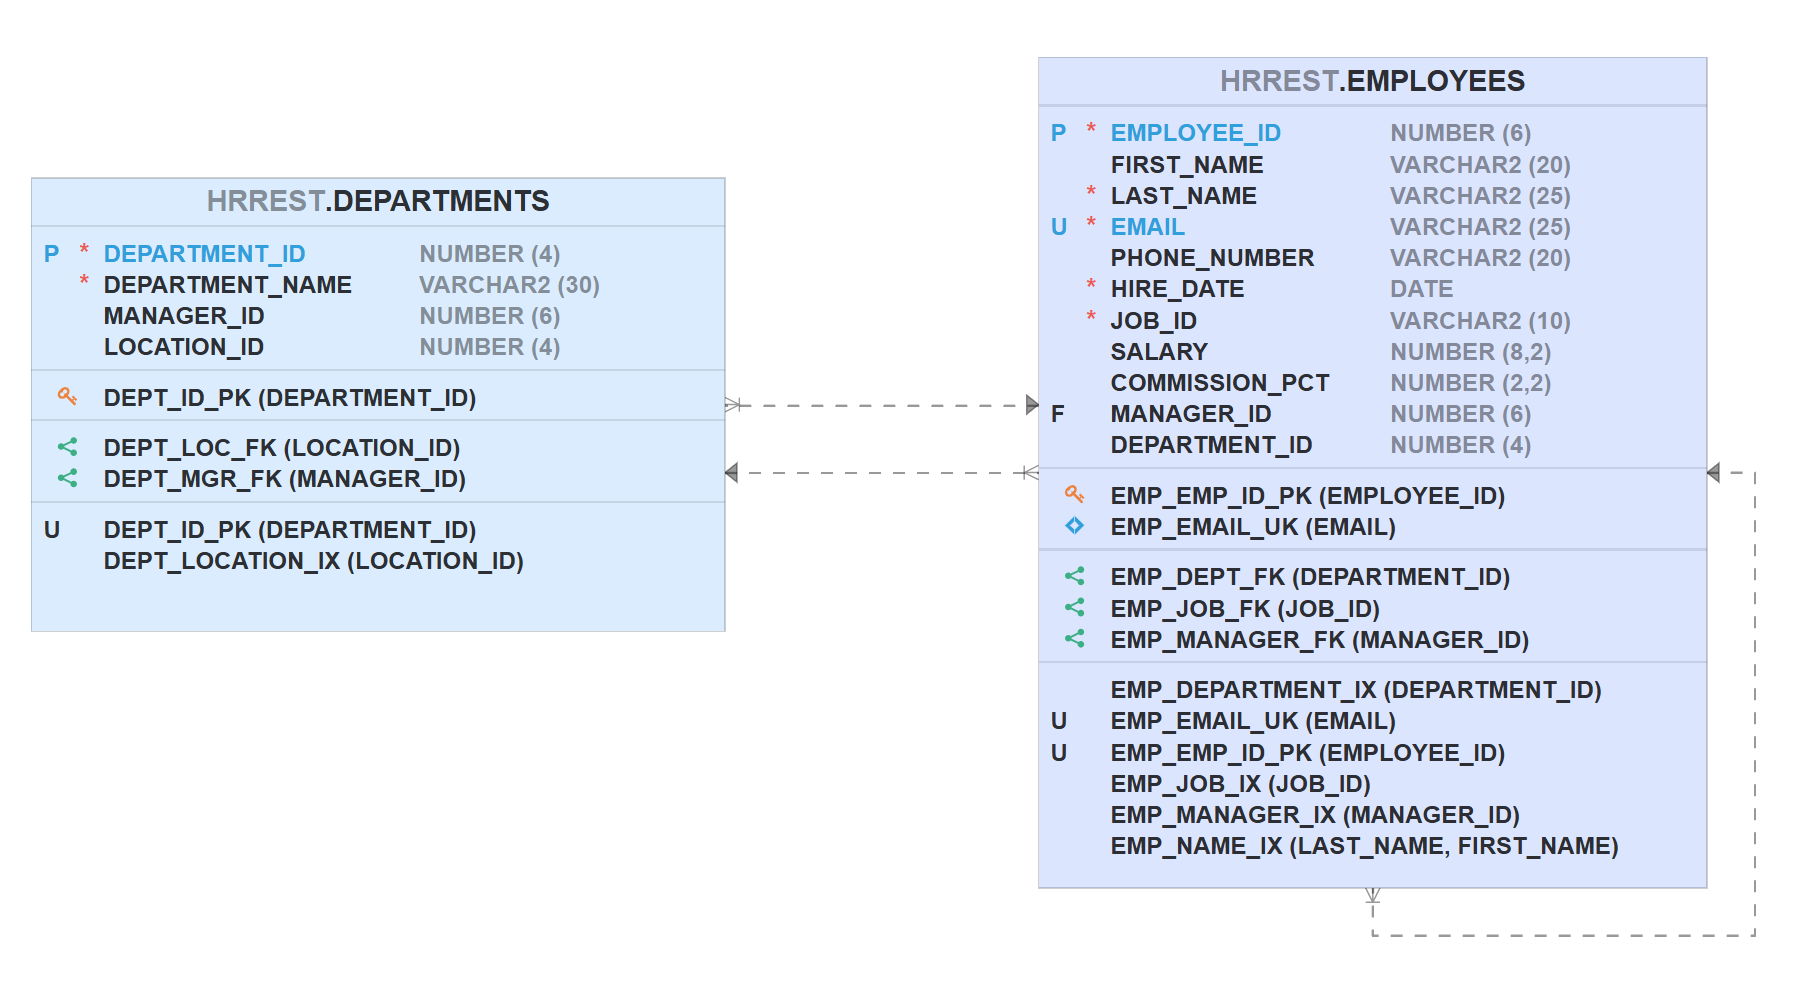 HRREST.DEPARTMENTS
P * DEPARTMENT_ID NUMBER (4)
* DEPARTMENT_NAME VARCHAR2 (30)
MANAGER_ID NUMBER (6)
LOCATION_ID NUMBER (4)
DEPT_ID_PK (DEPARTMENT_ID)
DEPT_LOC_FK (LOCATION_ID)
DEPT_MGR_FK (MANAGER_ID)
U DEPT_ID_PK (DEPARTMENT_ID)
DEPT_LOCATION_IX (LOCATION_ID)
HRREST.EMPLOYEES
P * EMPLOYEE_ID NUMBER (6)
FIRST_NAME VARCHAR2 (20)
* LAST_NAME VARCHAR2 (25)
U * EMAIL VARCHAR2 (25)
PHONE_NUMBER VARCHAR2 (20)
* HIRE_DATE DATE
* JOB_ID VARCHAR2 (10)
SALARY NUMBER (8,2)
COMMISSION_PCT NUMBER (2,2)
F MANAGER_ID NUMBER (6)
DEPARTMENT_ID NUMBER (4)
EMP_EMP_ID_PK (EMPLOYEE_ID)
EMP_EMAIL_UK (EMAIL)
EMP_DEPT_FK (DEPARTMENT_ID)
EMP_JOB_FK (JOB_ID)
EMP_MANAGER_FK (MANAGER_ID)
EMP_DEPARTMENT_IX (DEPARTMENT_ID)
U EMP_EMAIL_UK (EMAIL)
U EMP_EMP_ID_PK (EMPLOYEE_ID)
EMP_JOB_IX (JOB_ID)
EMP_MANAGER_IX (MANAGER_ID)
EMP_NAME_IX (LAST_NAME, FIRST_NAME)